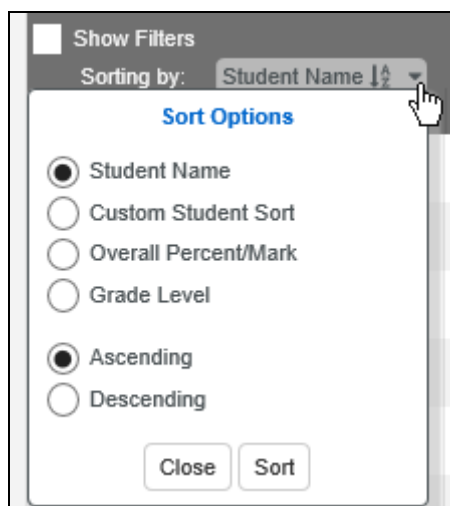 Show Filters
Sorting by: Student Name
Sort Options
Student Name
Custom Student Sort
Overall Percent/Mark
Grade Level
Ascending
Descending
Close Sort